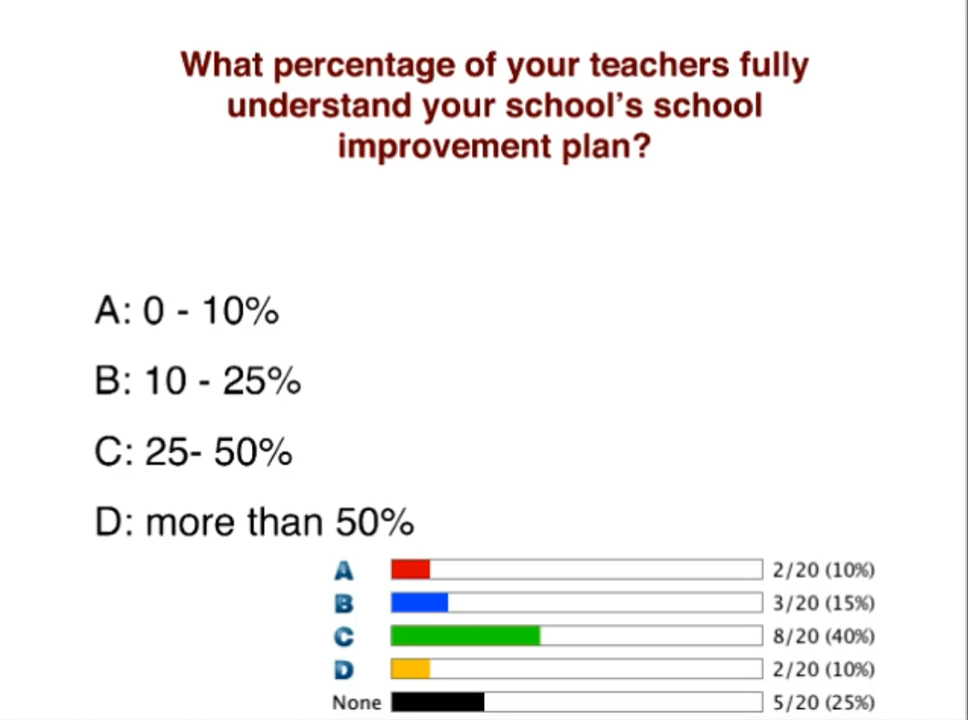 What percentage of your teachers fully
understand your school's school
improvement plan?
A: 0 - 10%
B: 10 - 25%
C: 25- 50%
D: more than 50%
A 2/20 (10%)
B 3/20 (15%)
C 8/20 (40%)
D 2/20 (10%)
None 5/20 (25%)